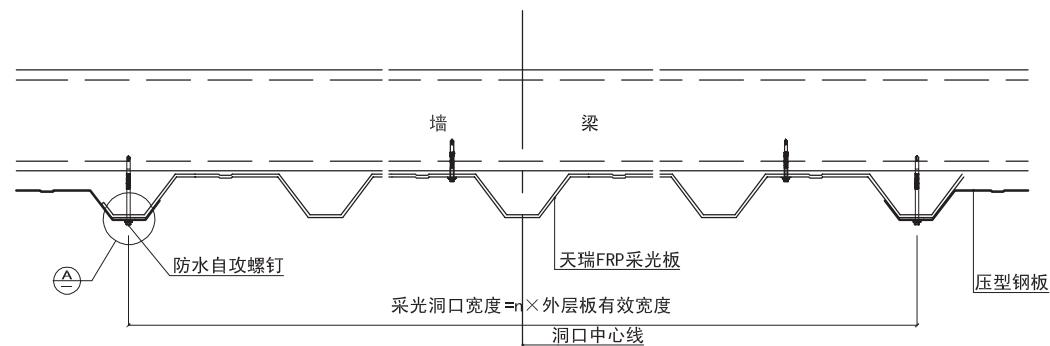 墙 梁
天瑞FRP采光板
防水自攻螺钉
A
压型钢板
采光洞口宽度=n×外层板有效宽度
洞口中心线